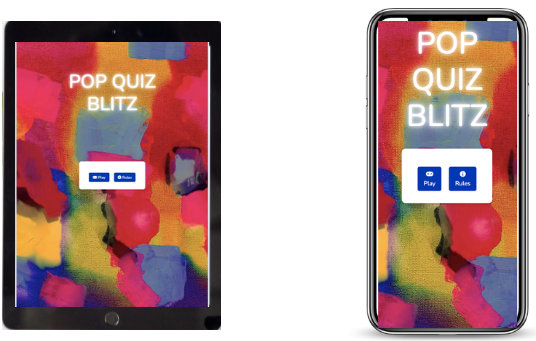 POP QUIZ
BLITZ
Play Rules
POP
QUIZ
BLITZ
Play Rules